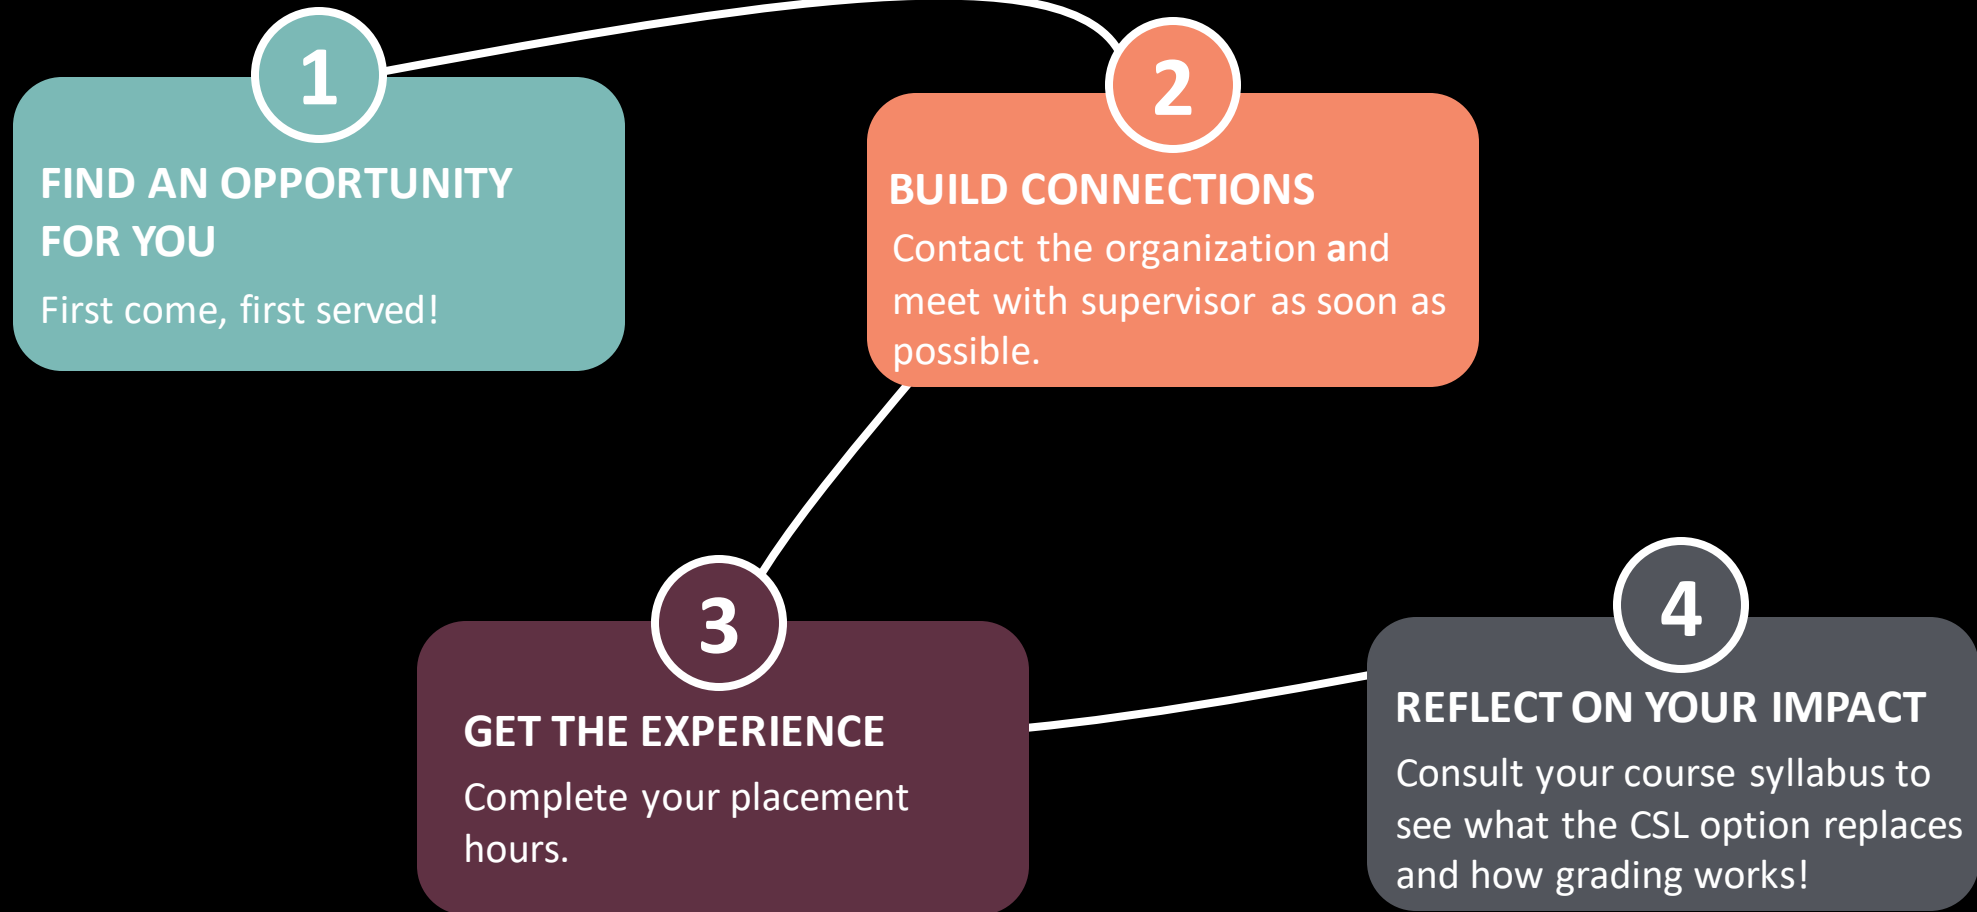 1
FIND AN OPPORTUNITY
FOR YOU
First come, first served!
2
BUILD CONNECTIONS
Contact the organization and
meet with supervisor as soon as
possible.
3
GET THE EXPERIENCE
Complete your placement
hours.
4
REFLECT ON YOUR IMPACT
Consult your course syllabus to
see what the CSL option replaces
and how grading works!